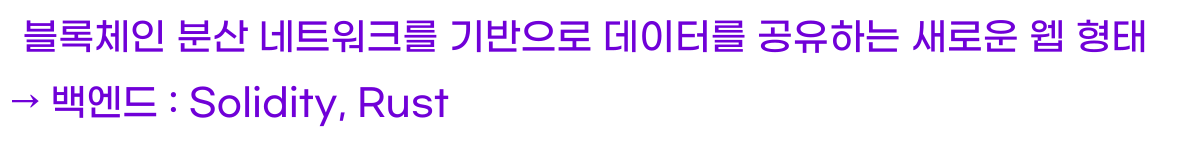 블록체인 분산 네트워크를 기반으로 데이터를 공유하는 새로운 웹 형태
→ 백엔드 : Solidity, Rust